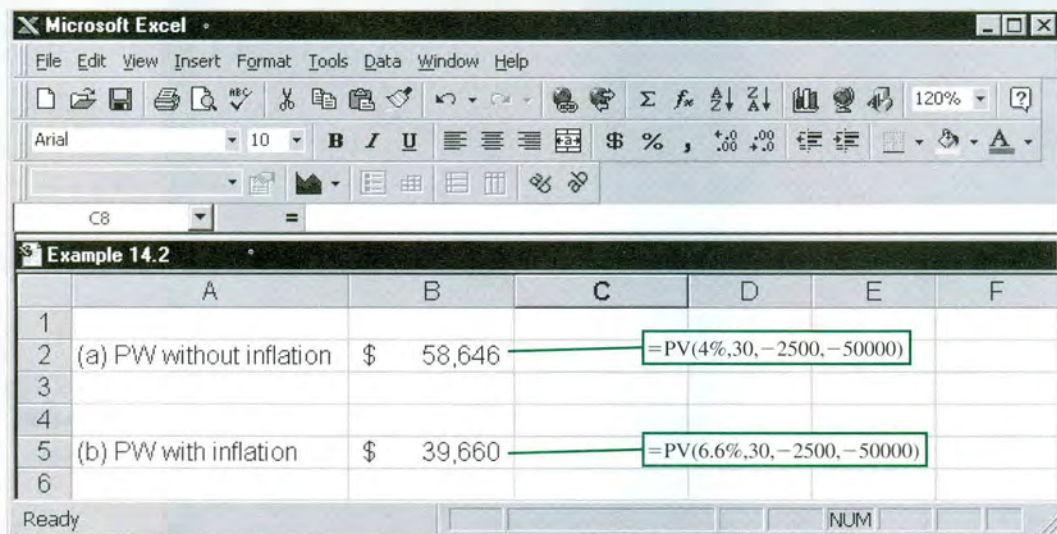 Microsoft Excel
File Edit View Insert Format Tools Data Window Help
120%
Arial 10 B I U $ % ,
C8 =
Example 14.2
A B C D E F
1
2 (a) PW without inflation $ 58,646 =PV(4%,30,−2500,−50000)
3
4
5 (b) PW with inflation $ 39,660 =PV(6.6%,30,−2500,−50000)
6
Ready NUM